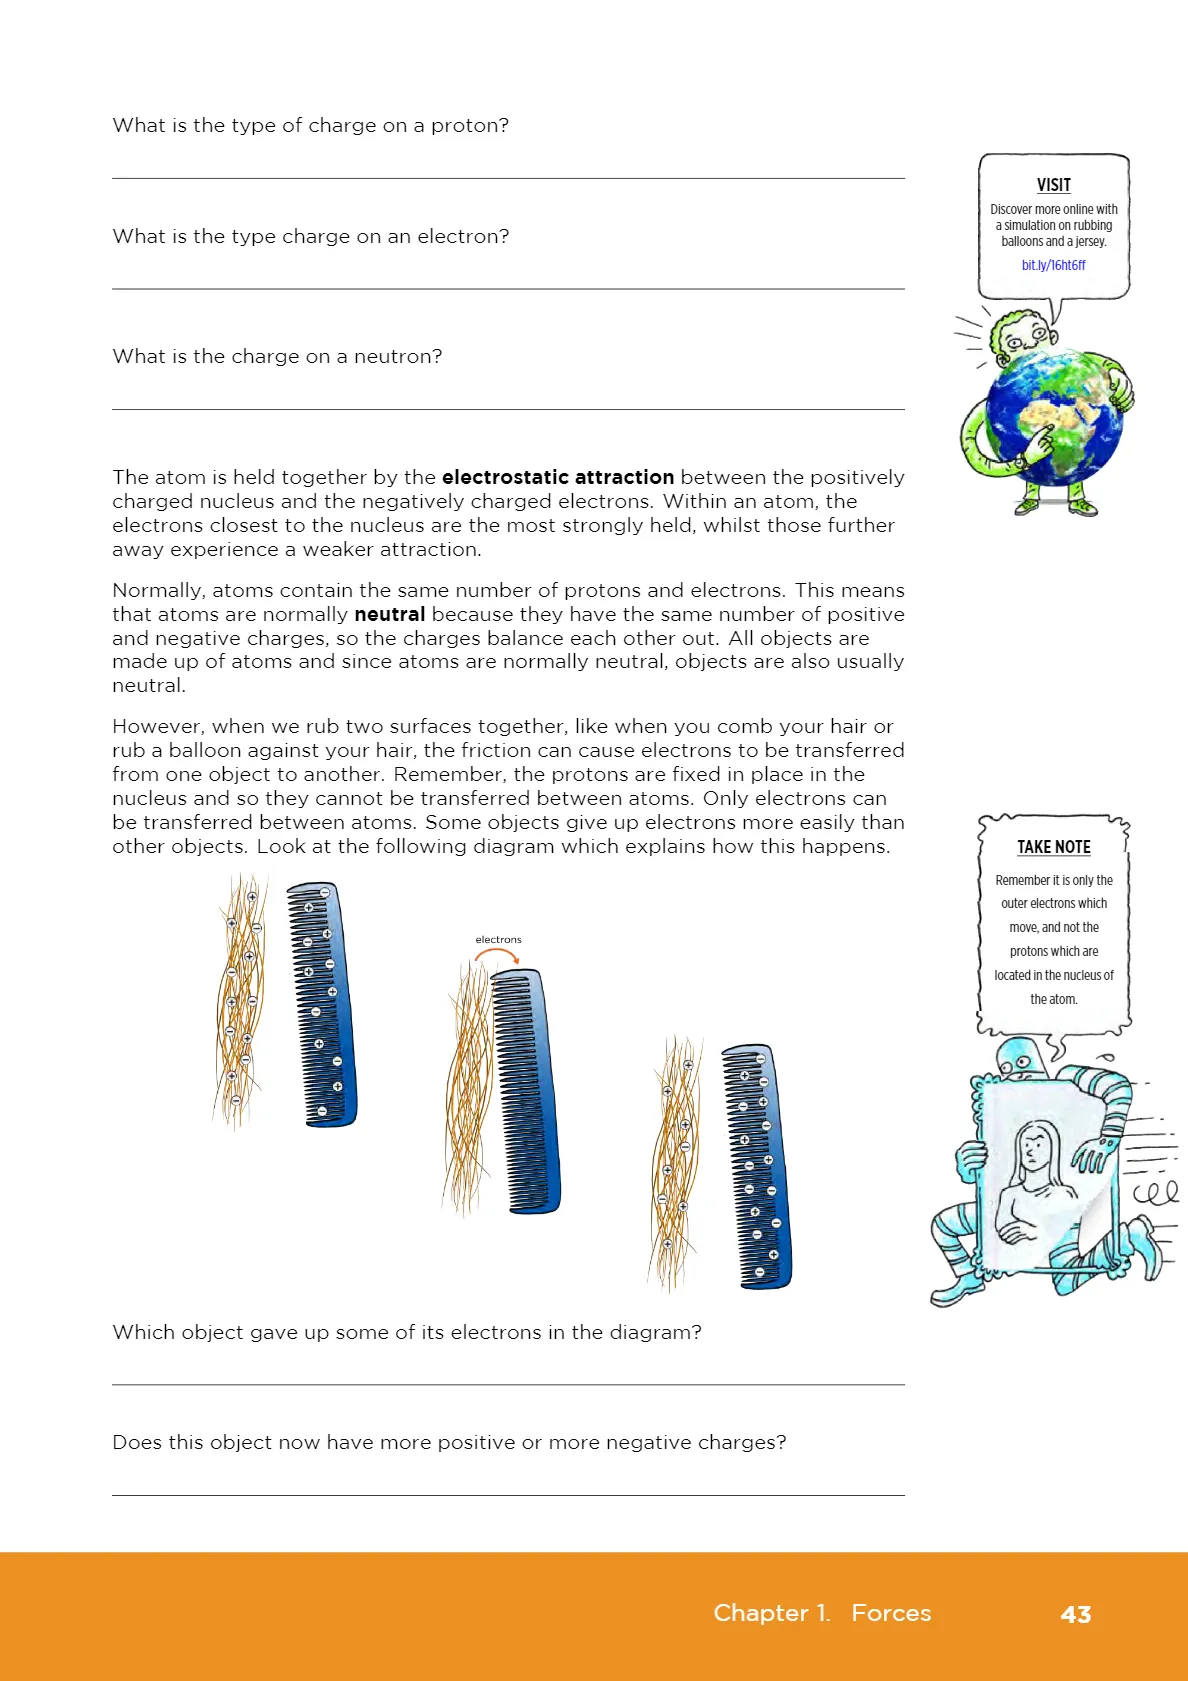 What is the type of charge on a proton?
What is the type charge on an electron?
What is the charge on a neutron?
The atom is held together by the electrostatic attraction between the positively
charged nucleus and the negatively charged electrons. Within an atom, the
electrons closest to the nucleus are the most strongly held, whilst those further
away experience a weaker attraction.
Normally, atoms contain the same number of protons and electrons. This means
that atoms are normally neutral because they have the same number of positive
and negative charges, so the charges balance each other out. All objects are
made up of atoms and since atoms are normally neutral, objects are also usually
neutral.
However, when we rub two surfaces together, like when you comb your hair or
rub a balloon against your hair, the friction can cause electrons to be transferred
from one object to another. Remember, the protons are fixed in place in the
nucleus and so they cannot be transferred between atoms. Only electrons can
be transferred between atoms. Some objects give up electrons more easily than
other objects. Look at the following diagram which explains how this happens.
electrons
Which object gave up some of its electrons in the diagram?
Does this object now have more positive or more negative charges?
VISIT
Discover more online with
a simulation on rubbing
balloons and a jersey.
bit.ly/16ht6ff
TAKE NOTE
Remember it is only the
outer electrons which
move, and not the
protons which are
located in the nucleus of
the atom.
Chapter 1. Forces 43